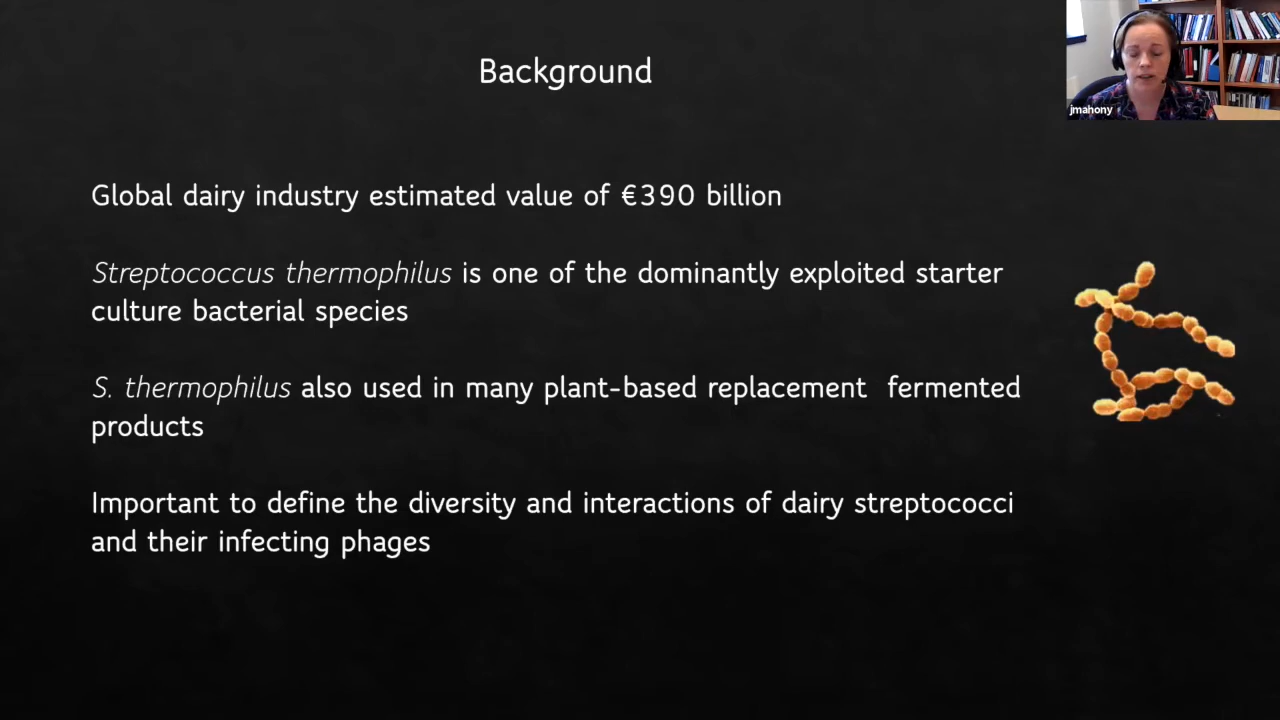 Background
jmahony
Global dairy industry estimated value of €390 billion
Streptococcus thermophilus is one of the dominantly exploited starter
culture bacterial species
S. thermophilus also used in many plant-based replacement  fermented
products
Important to define the diversity and interactions of dairy streptococci
and their infecting phages